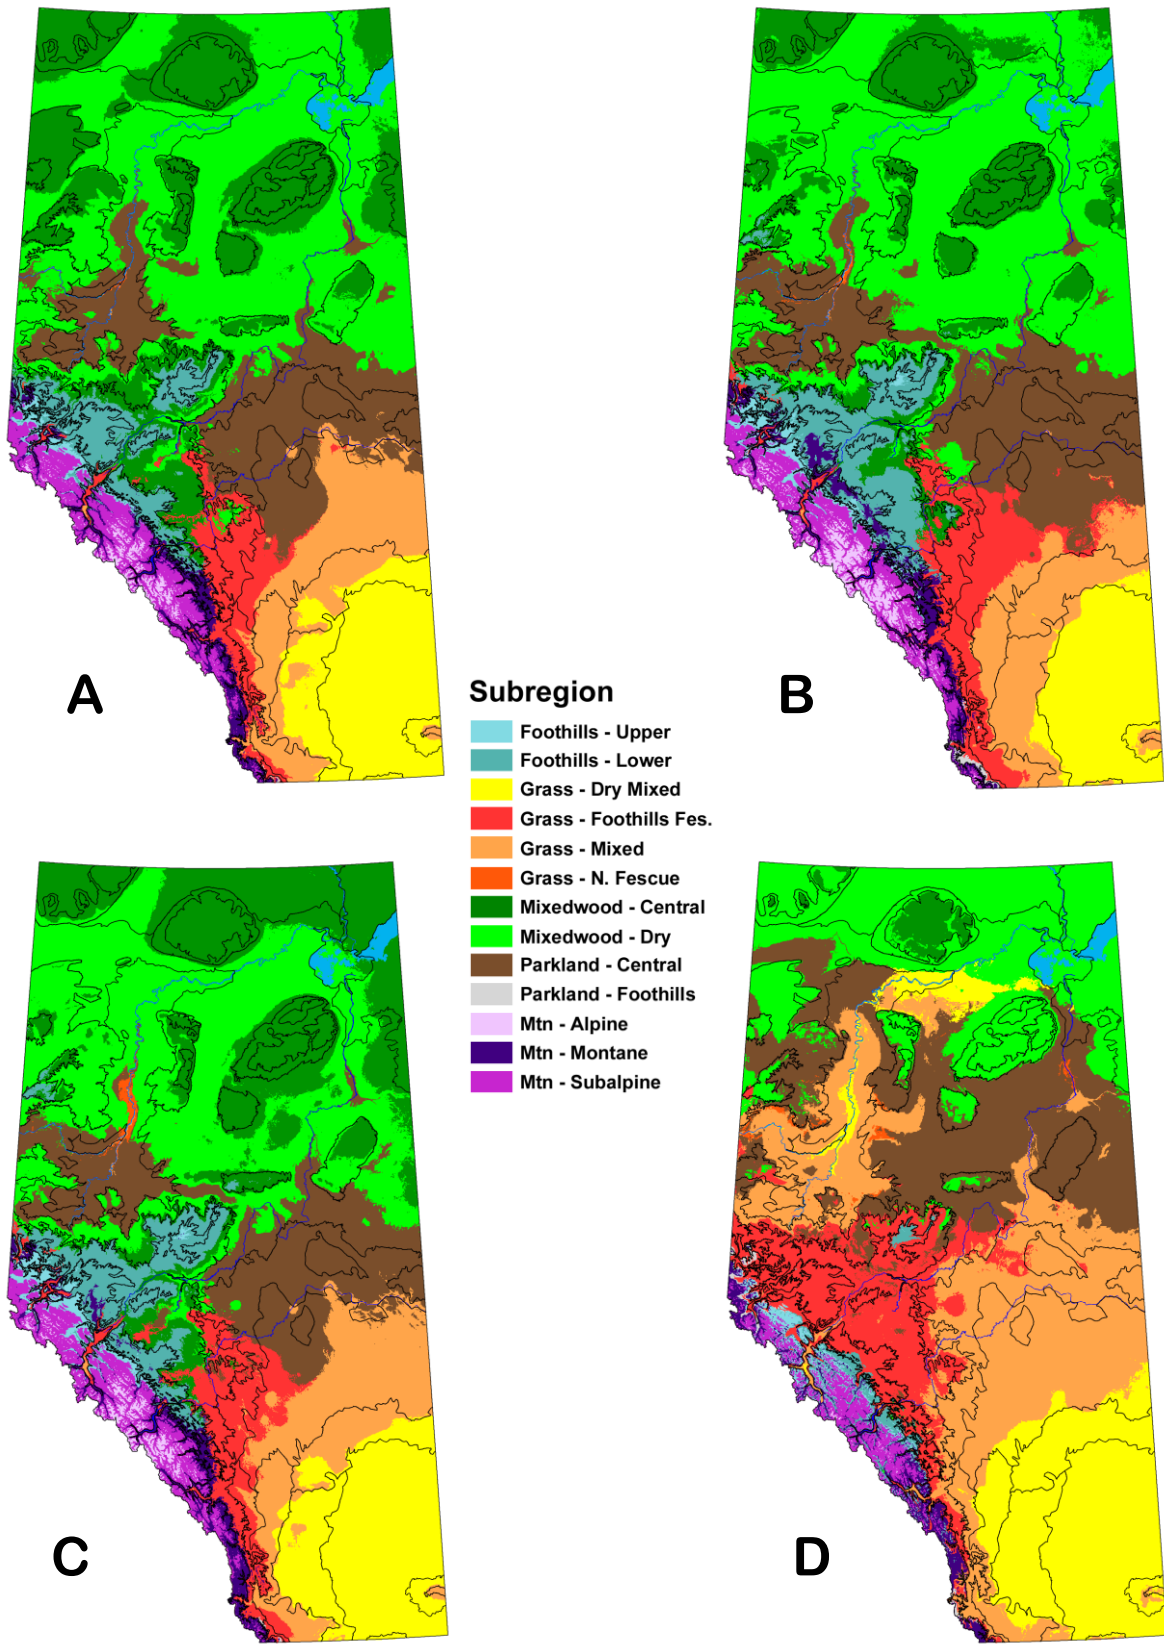 A
B
Subregion
Foothills - Upper
Foothills - Lower
Grass - Dry Mixed
Grass - Foothills Fes.
Grass - Mixed
Grass - N. Fescue
Mixedwood - Central
Mixedwood - Dry
Parkland - Central
Parkland - Foothills
Mtn - Alpine
Mtn - Montane
Mtn - Subalpine
C
D